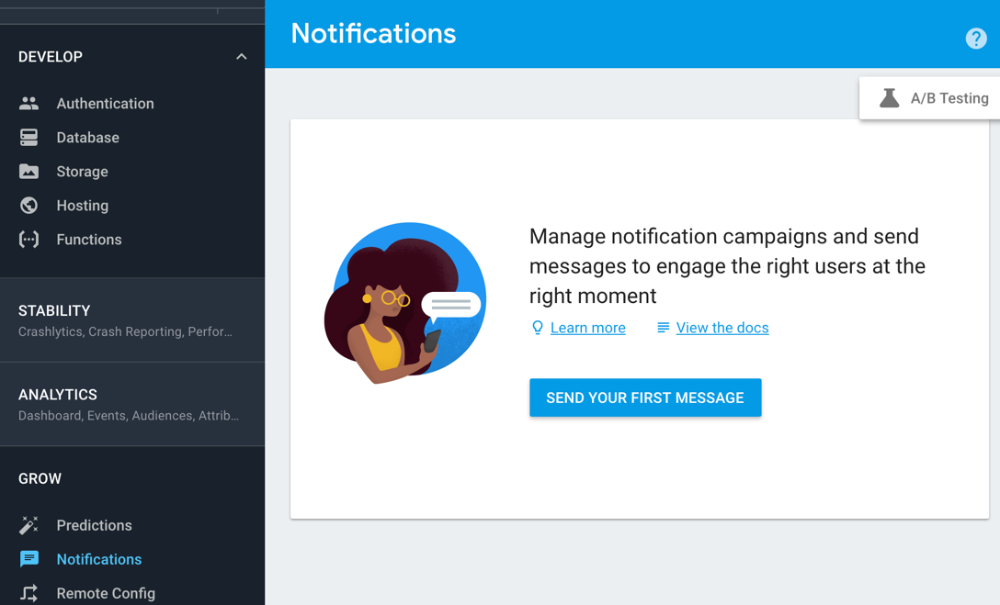 DEVELOP
Authentication
Database
Storage
Hosting
Functions
STABILITY
Crashlytics, Crash Reporting, Perfor...
ANALYTICS
Dashboard, Events, Audiences, Attrib...
GROW
Predictions
Notifications
Remote Config
Notifications
?
A/B Testing
Manage notification campaigns and send
messages to engage the right users at the
right moment
Learn more View the docs
SEND YOUR FIRST MESSAGE